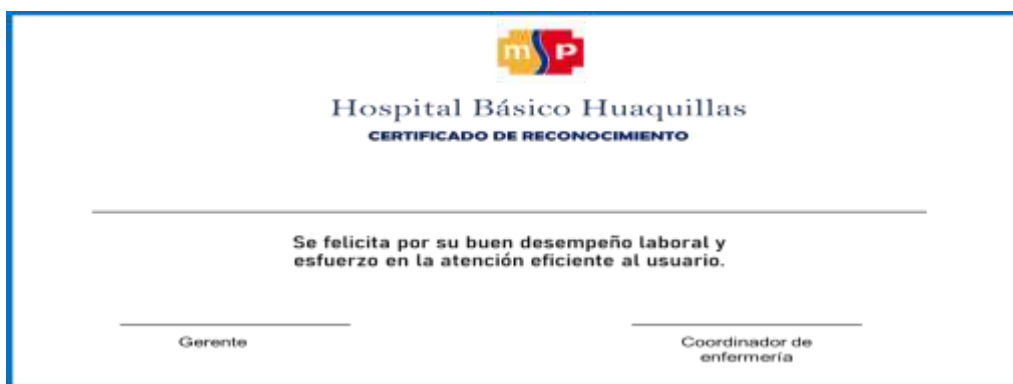 mSP
Hospital Básico Huaquillas
CERTIFICADO DE RECONOCIMIENTO
Se felicita por su buen desempeño laboral y
esfuerzo en la atención eficiente al usuario.
Gerente
Coordinador de
enfermería